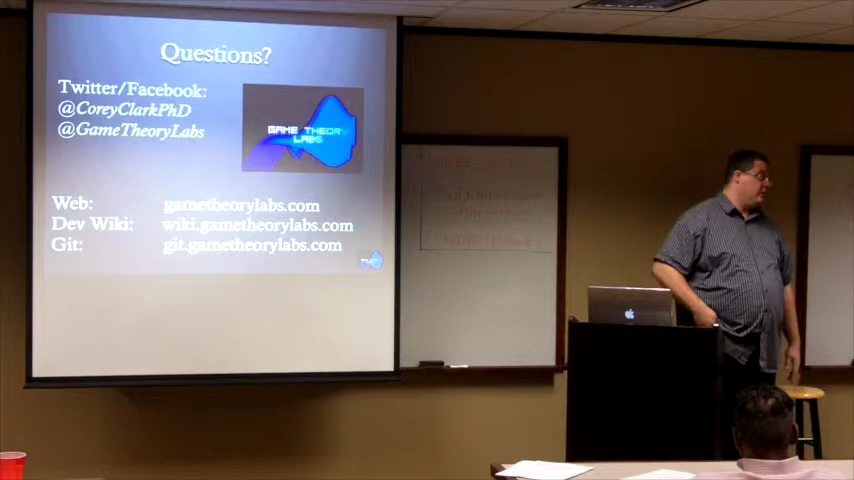 Questions?
Twitter/Facebook:
@CoreyClarkPhD
@GameTheoryLabs
GAME THEORY
LABS
Web: gametheorylabs.com
Dev Wiki: wiki.gametheorylabs.com
Git: git.gametheorylabs.com